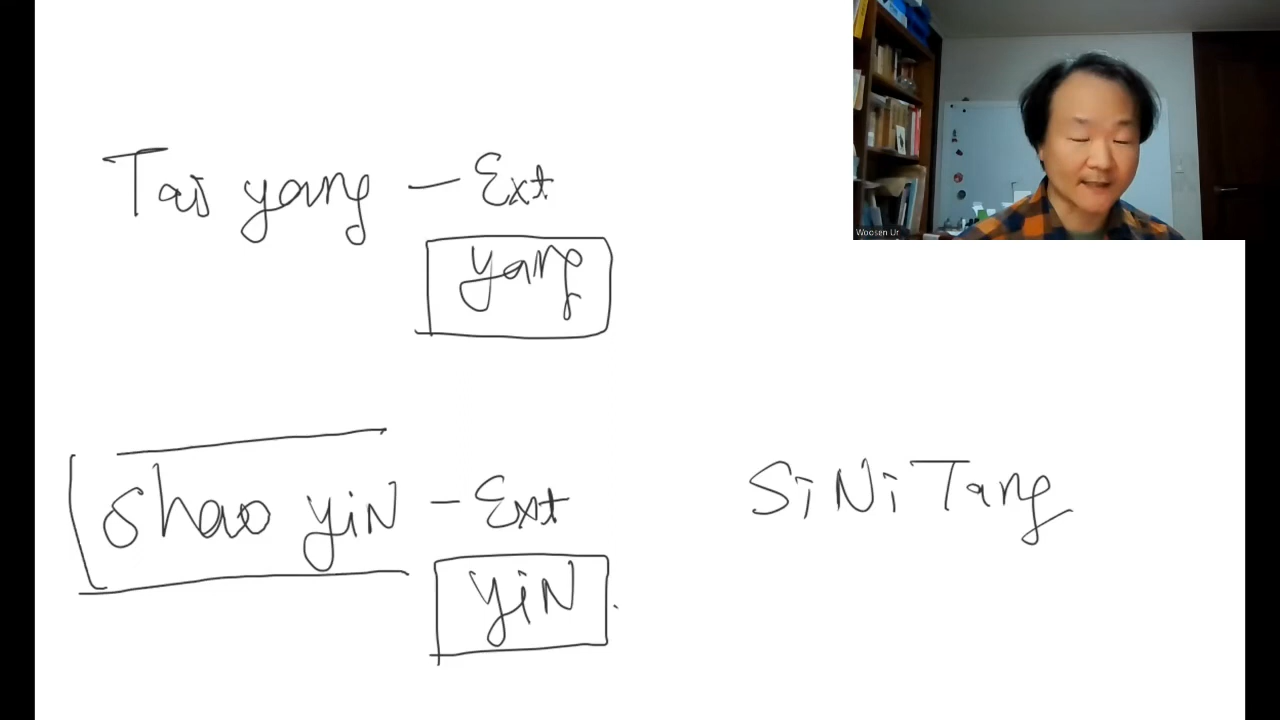 Tai yang — Ext
yang
Shao yiN — Ext
yiN
Si Ni Tang
Woosen Ur